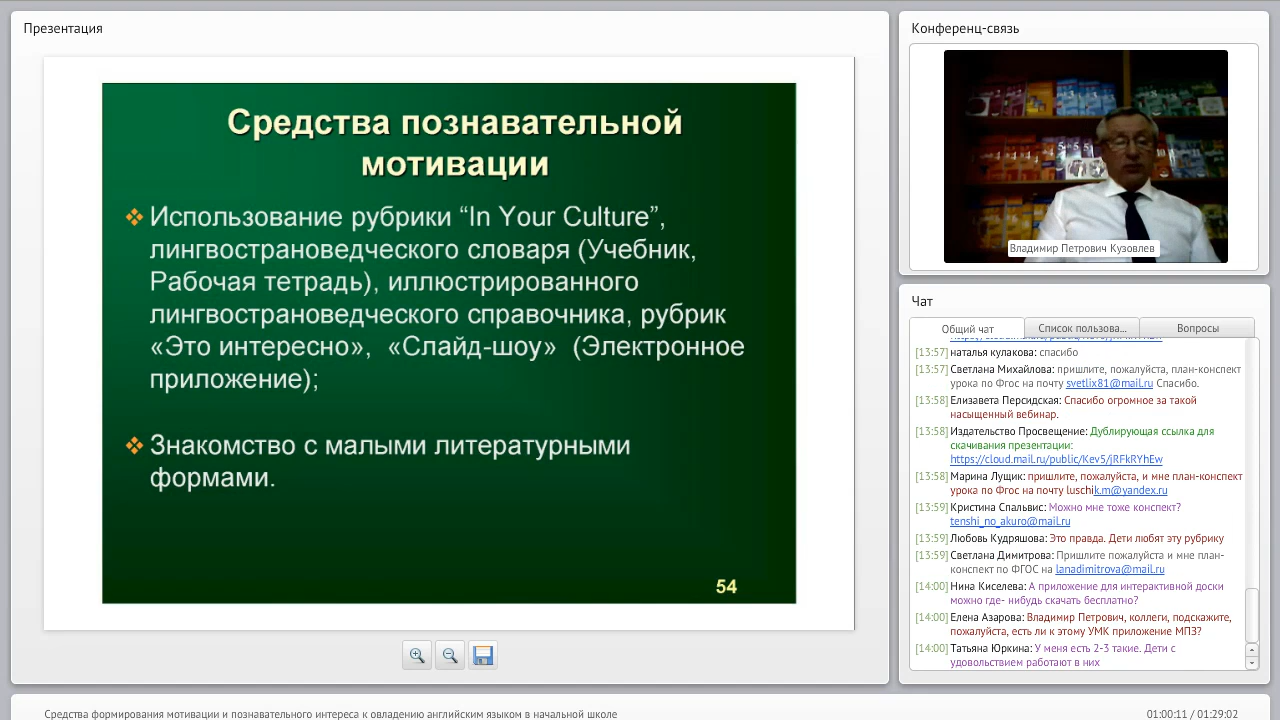 Презентация
Средства познавательной
мотивации
Использование рубрики “In Your Culture”,
лингвострановедческого словаря (Учебник,
Рабочая тетрадь), иллюстрированного
лингвострановедческого справочника, рубрик
«Это интересно», «Слайд-шоу» (Электронное
приложение);
Знакомство с малыми литературными
формами.
54
Конференц-связь
Владимир Петрович Кузовлев
Чат
Общий чат
Список пользова...
Вопросы
[13:57] наталья кулакова: спасибо
[13:57] Светлана Михайлова: пришлите, пожалуйста, план-конспект
урока по Фгос на почту svetlix81@mail.ru Спасибо.
[13:58] Елизавета Персидская: Спасибо огромное за такой
насыщенный вебинар.
[13:58] Издательство Просвещение: Дублирующая ссылка для
скачивания презентации:
https://cloud.mail.ru/public/Kev5/jRFkRYhEw
[13:58] Марина Лущик: пришлите, пожалуйста, и мне план-конспект
урока по Фгос на почту luschik.m@yandex.ru
[13:59] Кристина Спальвис: Можно мне тоже конспект?
tenshi_no_akuro@mail.ru
[13:59] Любовь Кудряшова: Это правда. Дети любят эту рубрику
[13:59] Светлана Димитрова: Пришлите пожалуйста и мне план-
конспект по ФГОС на lanadimitrova@mail.ru
[14:00] Нина Киселева: А приложение для интерактивной доски
можно где- нибудь скачать бесплатно?
[14:00] Елена Азарова: Владимир Петрович, коллеги, подскажите,
пожалуйста, есть ли к этому УМК приложение МПЗ?
[14:00] Татьяна Юркина: У меня есть 2-3 такие. Дети с
удовольствием работают в них
Средства формирования мотивации и познавательного интереса к овладению английским языком в начальной школе
01:00:11 / 01:29:02